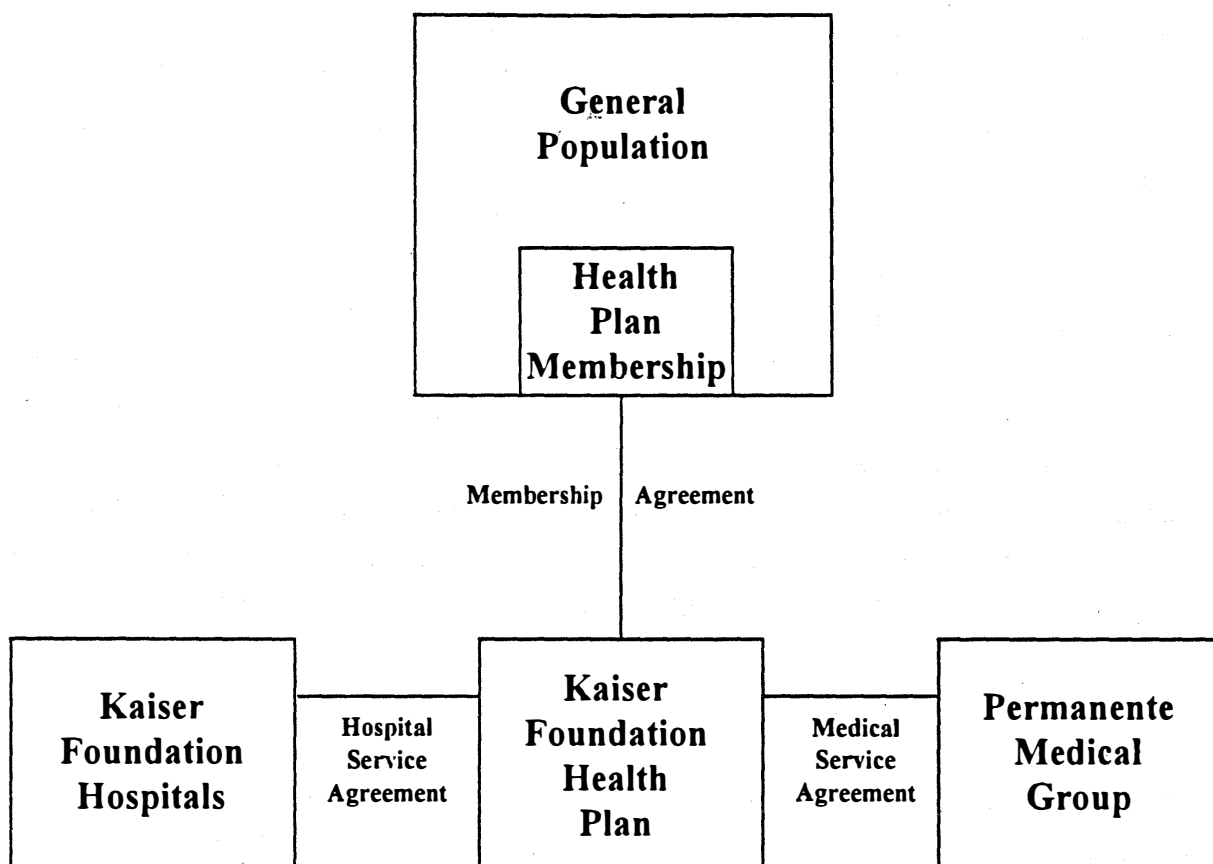 General
Population
Health
Plan
Membership
Membership Agreement
Kaiser
Foundation
Hospitals
Hospital
Service
Agreement
Kaiser
Foundation
Health
Plan
Medical
Service
Agreement
Permanente
Medical
Group